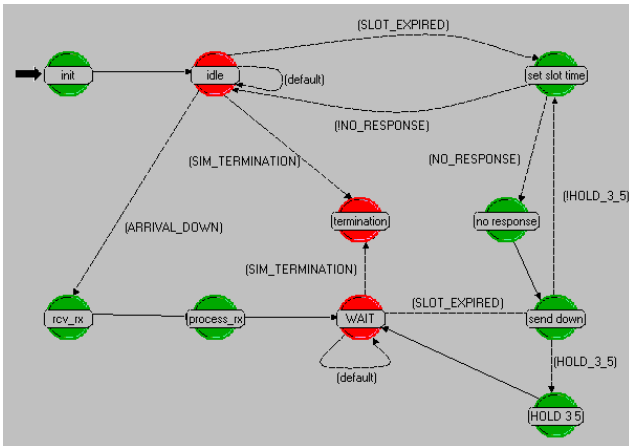 (SLOT_EXPIRED)
init
idle
(default)
set slot time
(!NO_RESPONSE)
(SIM_TERMINATION)
(NO_RESPONSE)
(!HOLD_3_5)
termination
no response
(ARRIVAL_DOWN)
(SIM_TERMINATION)
(SLOT_EXPIRED)
rcv_rx
process_rx
WAIT
send down
(HOLD_3_5)
(default)
HOLD 3 5